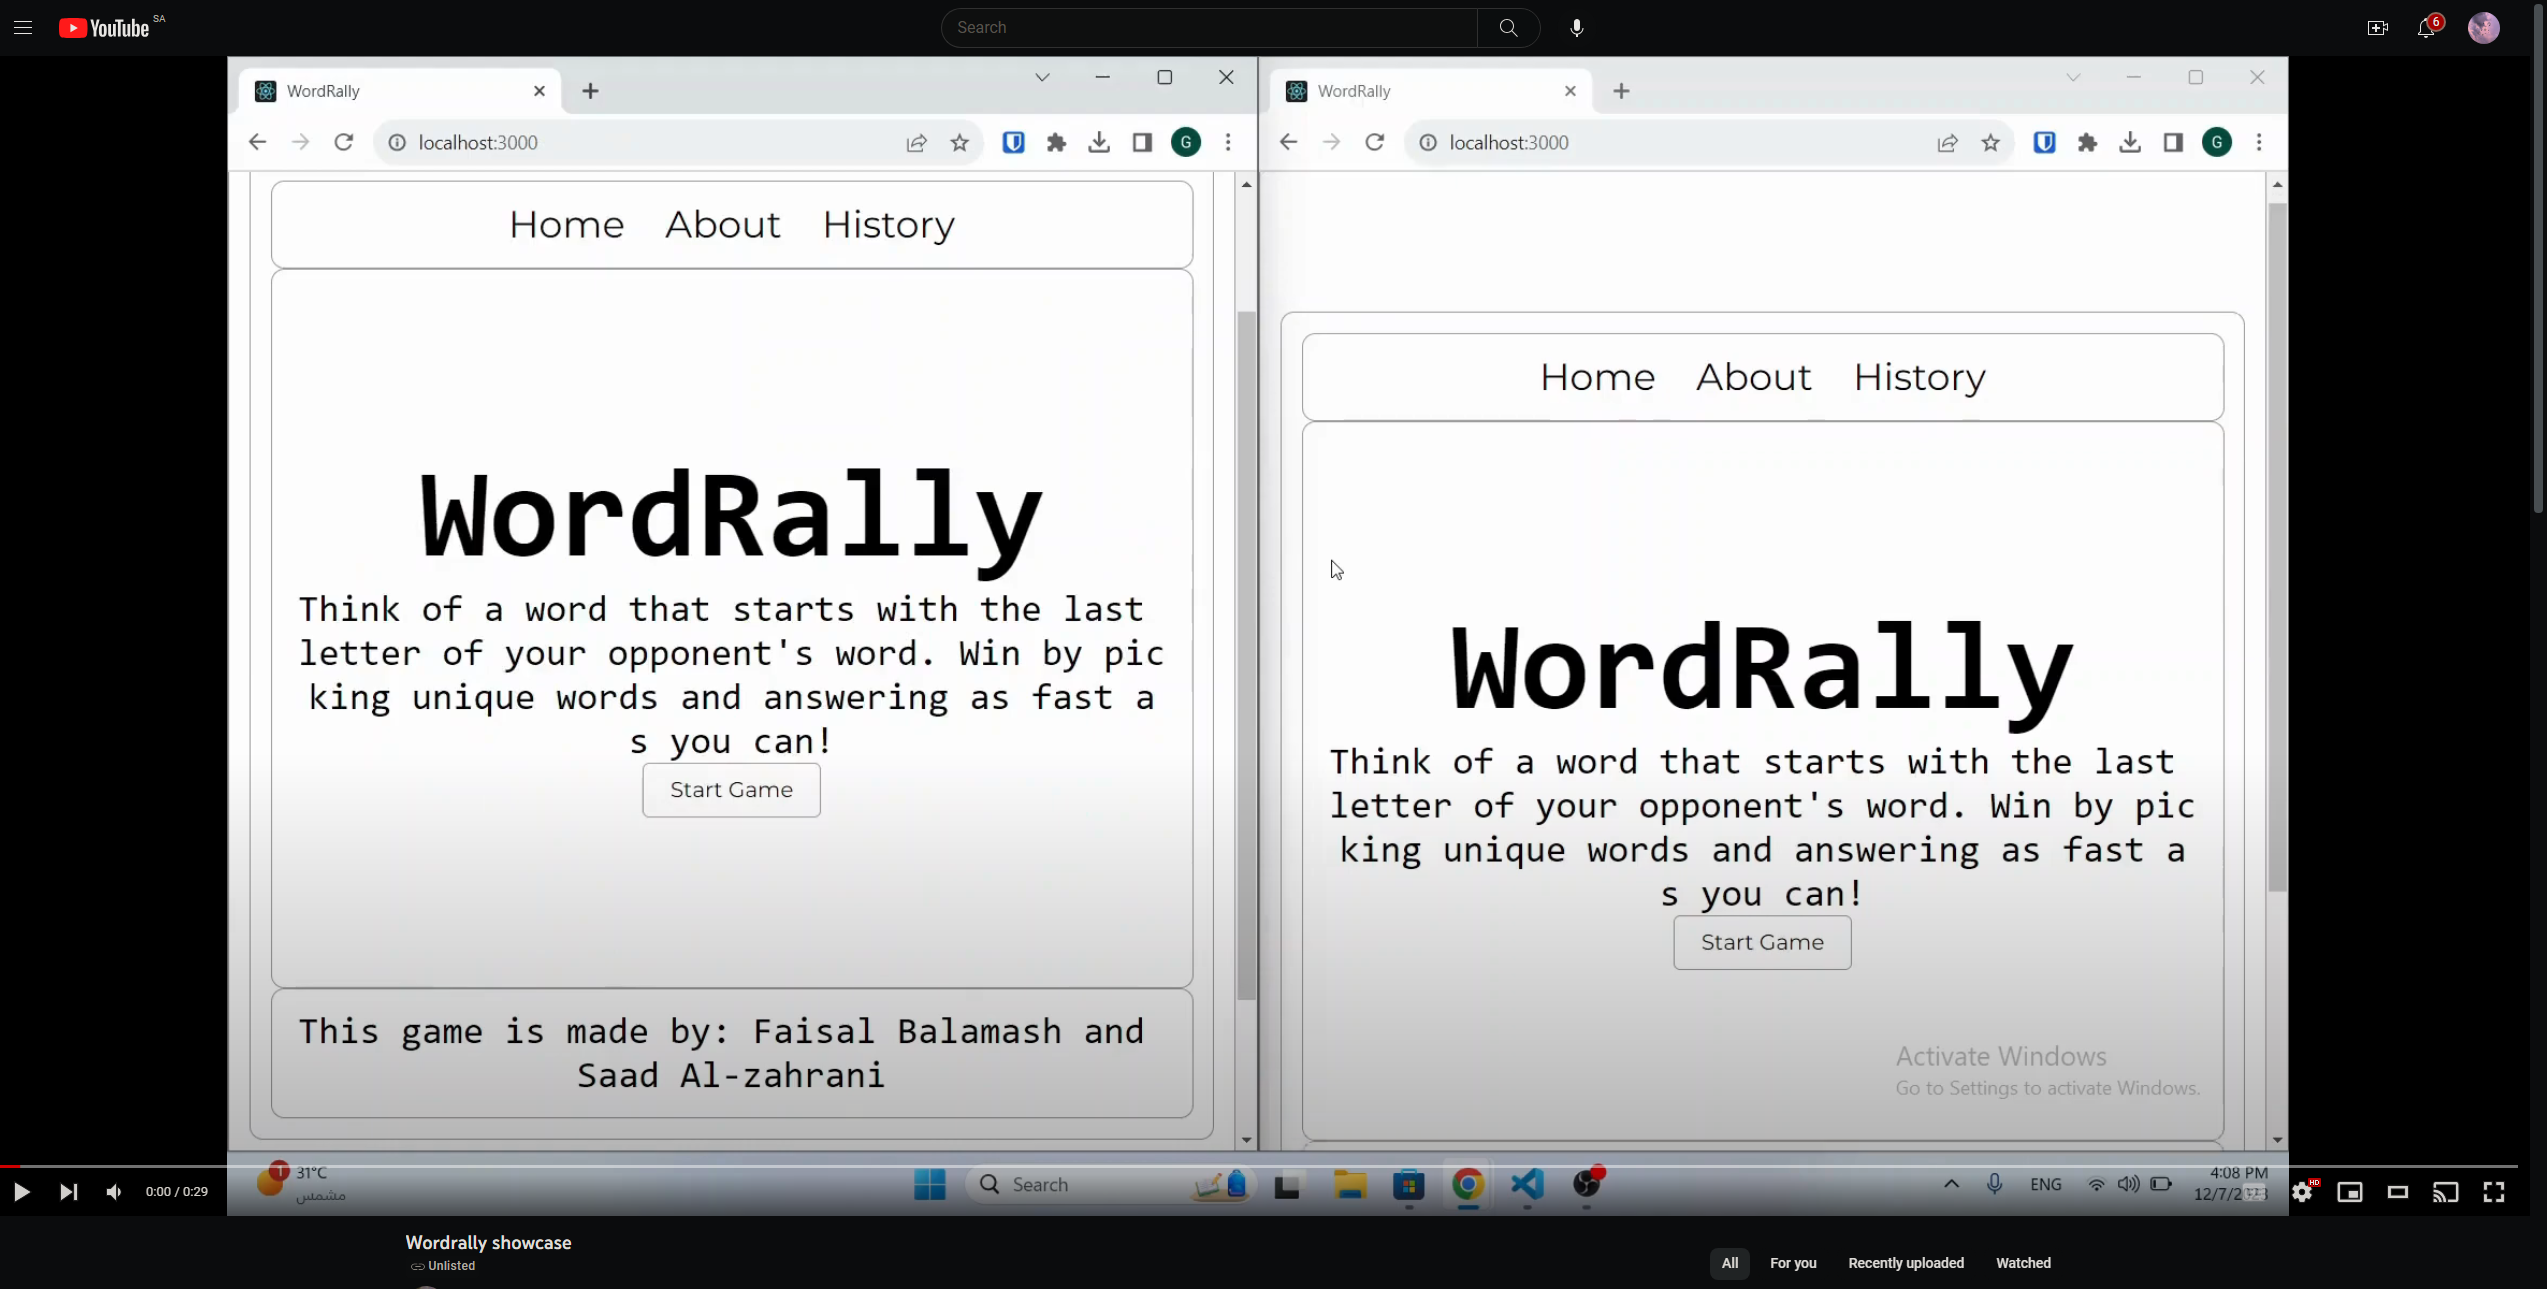 YouTube SA
Search
6
WordRally
localhost:3000
G
Home About History
WordRally
Think of a word that starts with the last
letter of your opponent's word. Win by pic
king unique words and answering as fast a
s you can!
Start Game
This game is made by: Faisal Balamash and
Saad Al-zahrani
WordRally
localhost:3000
G
Home About History
WordRally
Think of a word that starts with the last
letter of your opponent's word. Win by pic
king unique words and answering as fast a
s you can!
Start Game
Activate Windows
Go to Settings to activate Windows.
1
31°C
مشمس
Search
ENG
4:08 PM
12/7/2023
0:00 / 0:29
HD
Wordrally showcase
Unlisted
All For you Recently uploaded Watched